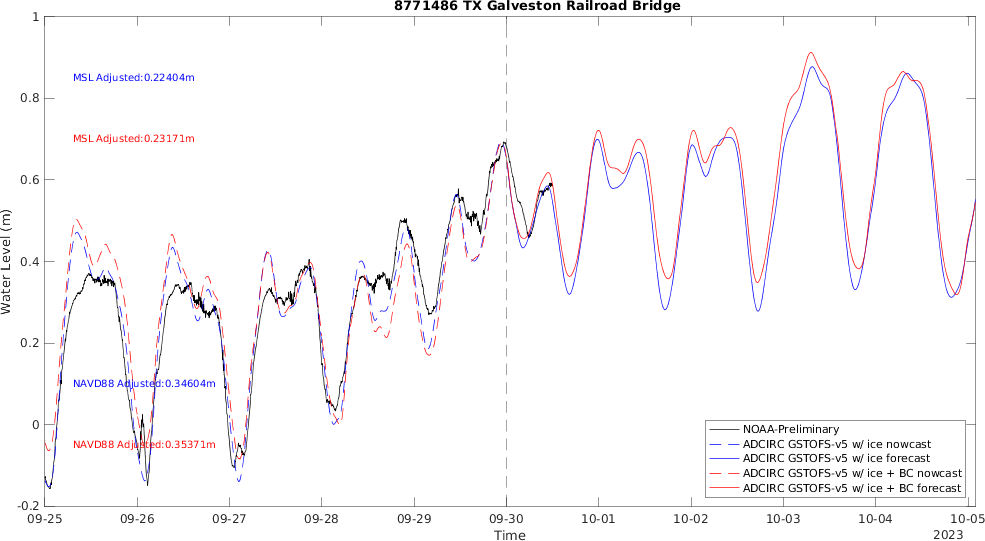 8771486 TX Galveston Railroad Bridge
1
0.8
0.6
0.4
0.2
0
-0.2
Water Level (m)
MSL Adjusted:0.22404m
MSL Adjusted:0.23171m
NAVD88 Adjusted:0.34604m
NAVD88 Adjusted:0.35371m
NOAA-Preliminary
ADCIRC GSTOFS-v5 w/ ice nowcast
ADCIRC GSTOFS-v5 w/ ice forecast
ADCIRC GSTOFS-v5 w/ ice + BC nowcast
ADCIRC GSTOFS-v5 w/ ice + BC forecast
09-25 09-26 09-27 09-28 09-29 09-30 10-01 10-02 10-03 10-04 10-05
Time
2023